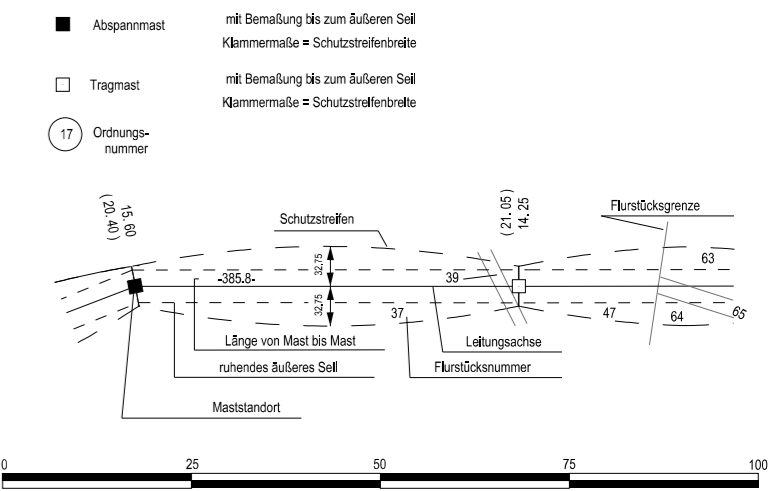 Abspannmast
mit Bemaßung bis zum äußeren Seil
Klammermaße = Schutzstreifenbreite
Tragmast
mit Bemaßung bis zum äußeren Seil
Klammermaße = Schutzstreifenbreite
17
Ordnungs-
nummer
15.60
(20.40)
Schutzstreifen
(21.05)
14.25
Flurstücksgrenze
63
-385.8-
32,75
39
32,75
37
47
64
65
Länge von Mast bis Mast
Leitungsachse
ruhendes äußeres Seil
Flurstücksnummer
Maststandort
0
25
50
75
100